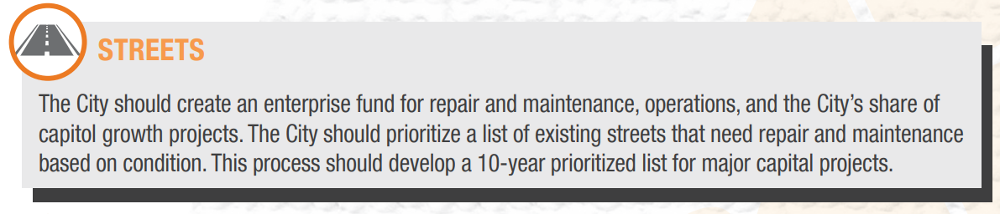 STREETS
The City should create an enterprise fund for repair and maintenance, operations, and the City’s share of
capitol growth projects. The City should prioritize a list of existing streets that need repair and maintenance
based on condition. This process should develop a 10-year prioritized list for major capital projects.